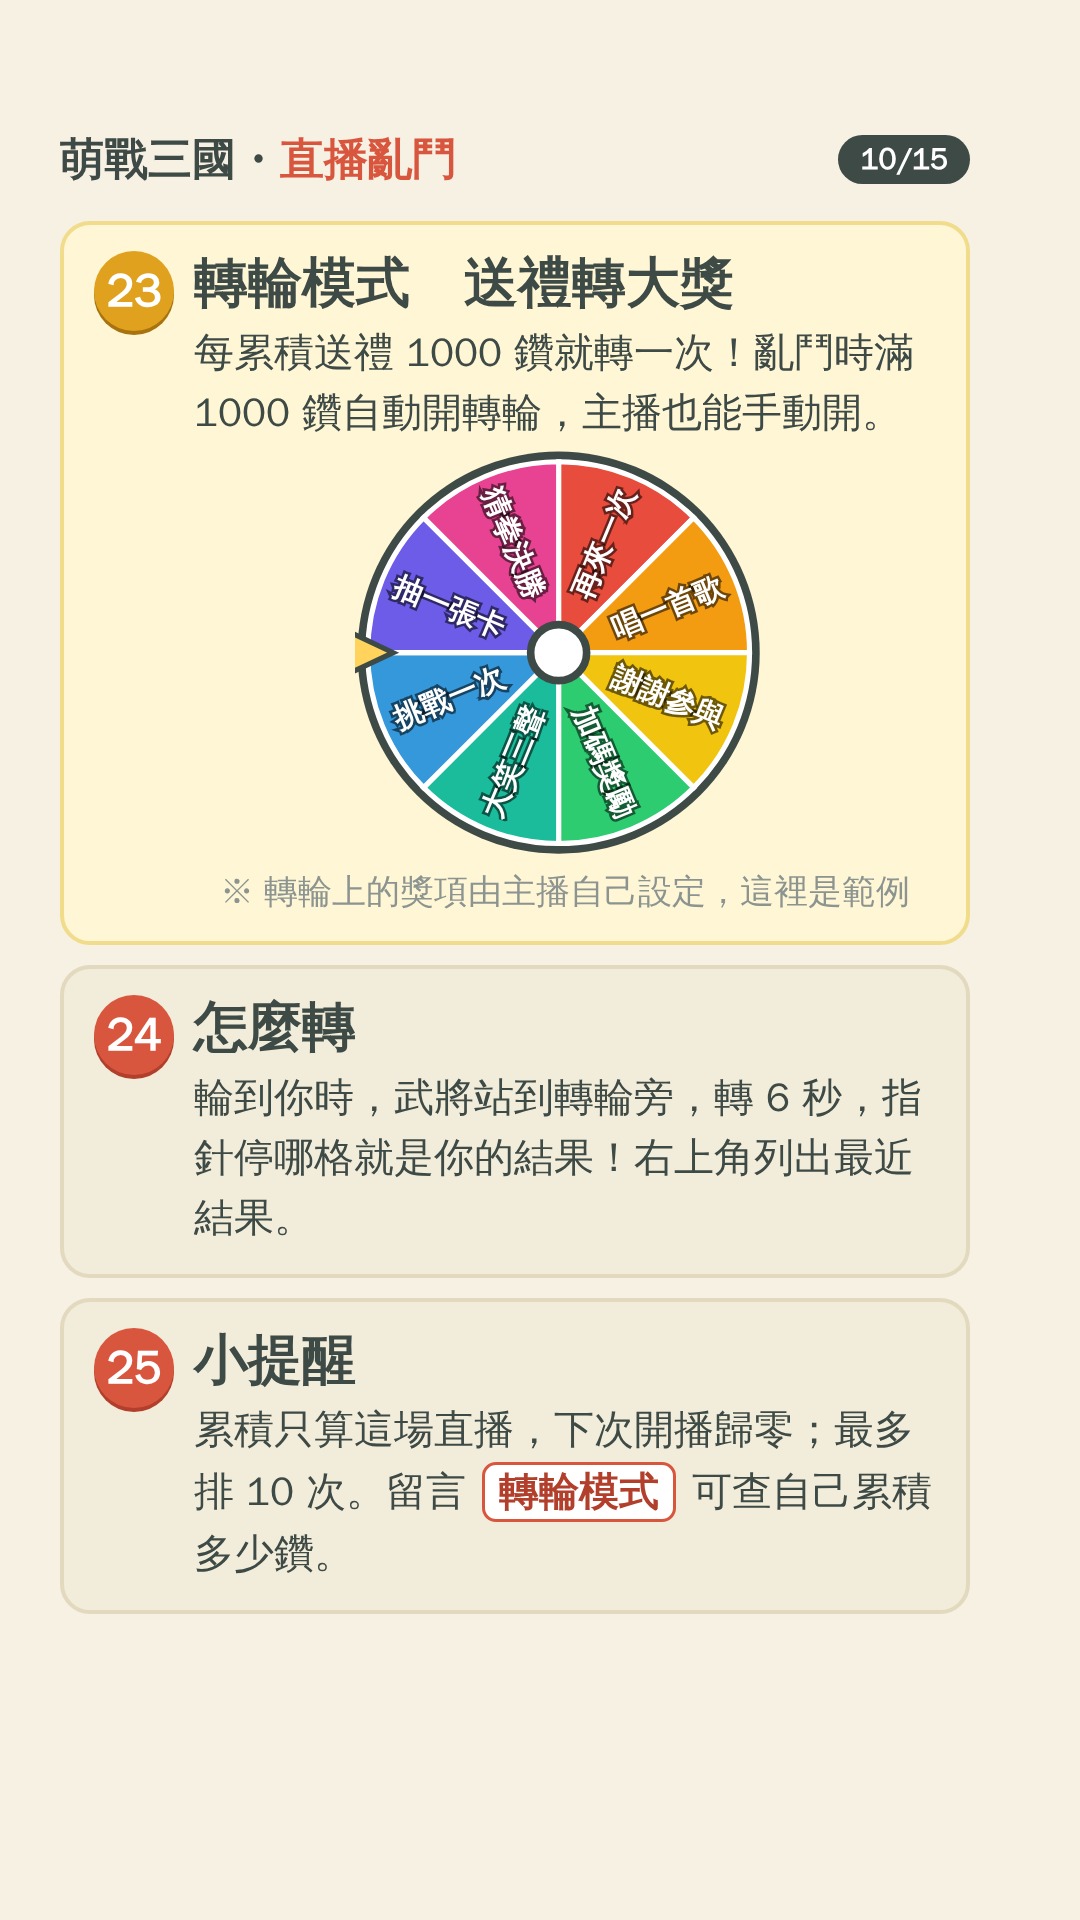 萌戰三國・直播亂鬥
10/15
23
轉輪模式　送禮轉大獎
每累積送禮 1000 鑽就轉一次！亂鬥時滿
1000 鑽自動開轉輪，主播也能手動開。
猜拳決勝
再來一次
抽一張卡
唱一首歌
挑戰一次
謝謝參與
大笑三聲
加碼獎勵
※ 轉輪上的獎項由主播自己設定，這裡是範例
24
怎麼轉
輪到你時，武將站到轉輪旁，轉 6 秒，指
針停哪格就是你的結果！右上角列出最近
結果。
25
小提醒
累積只算這場直播，下次開播歸零；最多
排 10 次。留言 轉輪模式 可查自己累積
多少鑽。